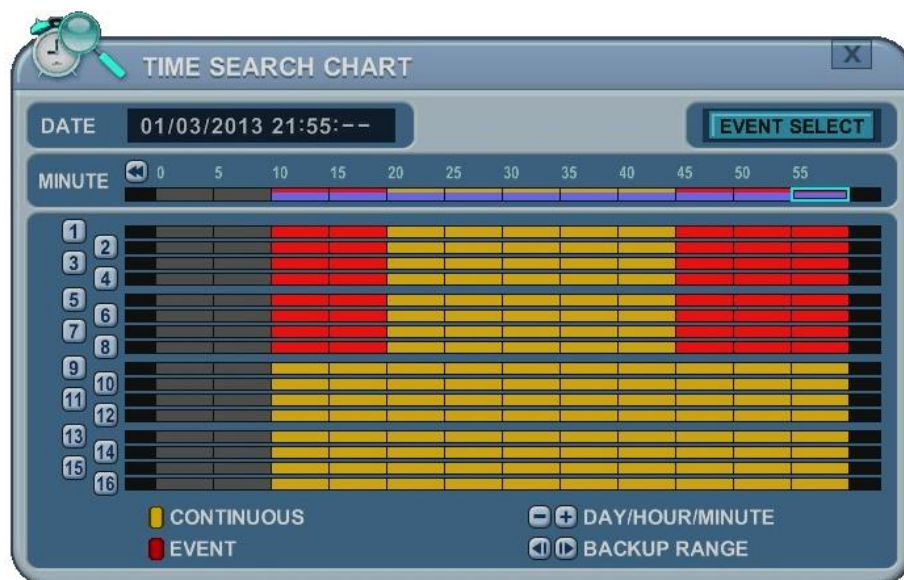 TIME SEARCH CHART
X
DATE 01/03/2013 21:55:-- EVENT SELECT
MINUTE 0 5 10 15 20 25 30 35 40 45 50 55
1
2
3
4
5
6
7
8
9
10
11
12
13
14
15
16
CONTINUOUS - + DAY/HOUR/MINUTE
EVENT BACKUP RANGE